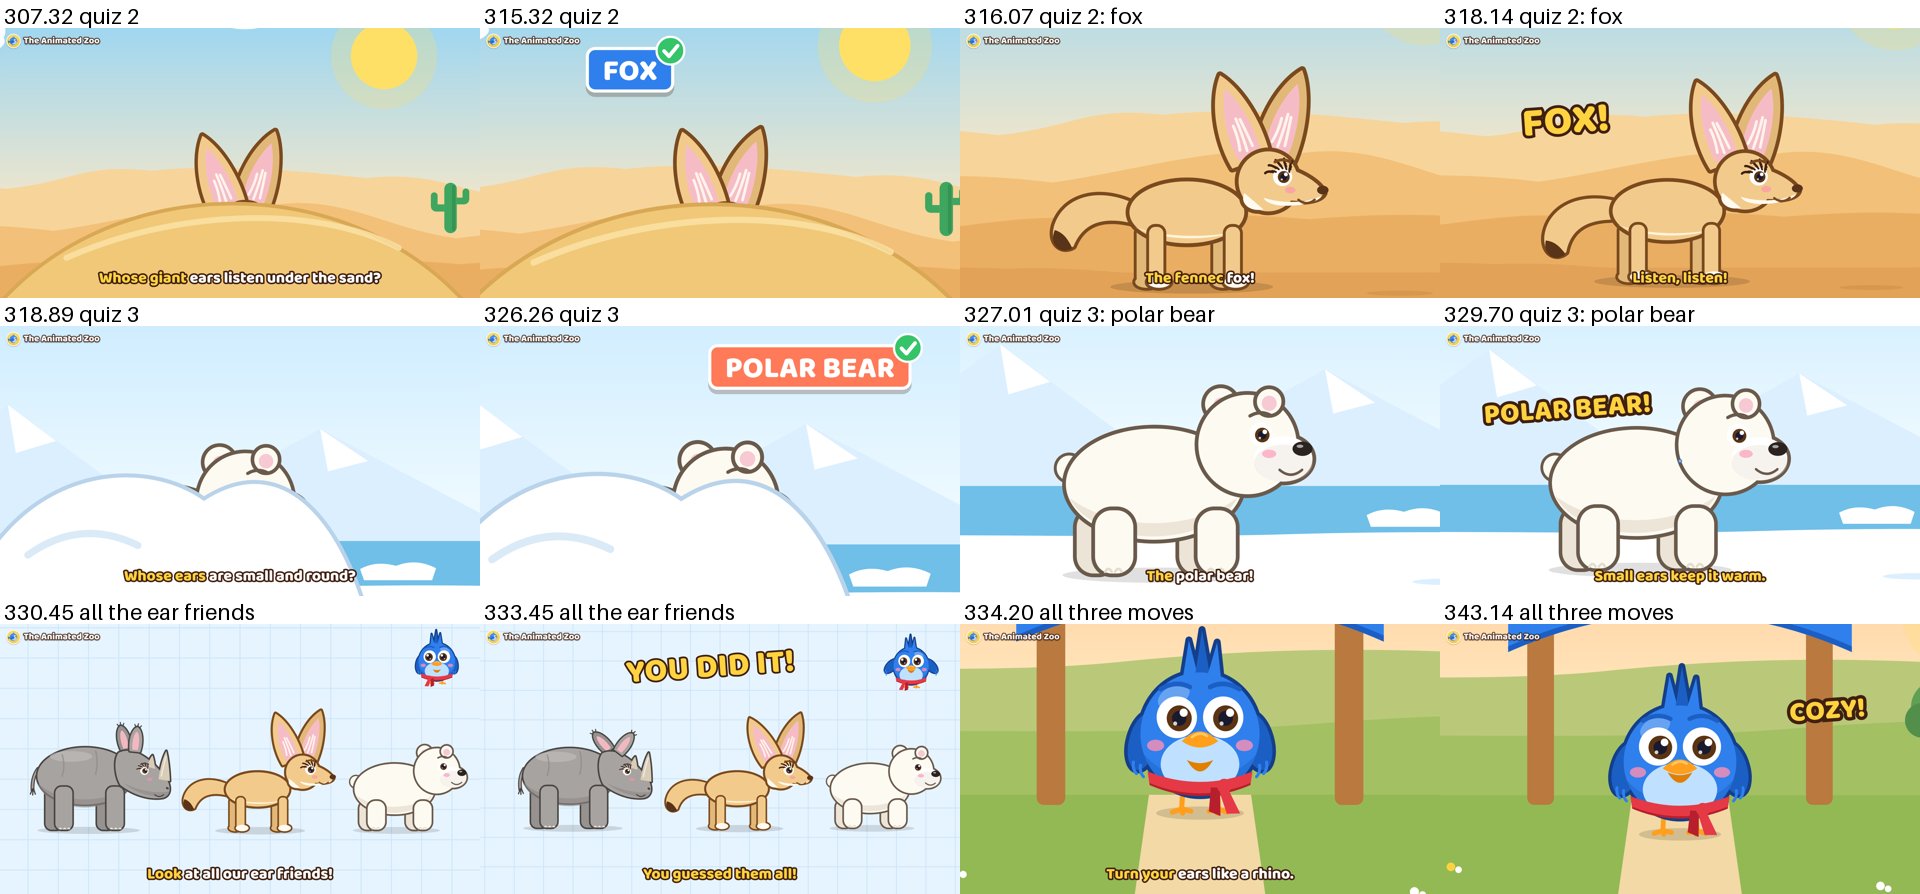 307.32 quiz 2
The Animated Zoo
Whose giant ears listen under the sand?
315.32 quiz 2
The Animated Zoo
FOX
316.07 quiz 2: fox
The Animated Zoo
The fennec fox!
318.14 quiz 2: fox
The Animated Zoo
FOX!
Listen, listen!
318.89 quiz 3
The Animated Zoo
Whose ears are small and round?
326.26 quiz 3
The Animated Zoo
POLAR BEAR
327.01 quiz 3: polar bear
The Animated Zoo
The polar bear!
329.70 quiz 3: polar bear
The Animated Zoo
POLAR BEAR!
Small ears keep it warm.
330.45 all the ear friends
The Animated Zoo
Look at all our ear friends!
333.45 all the ear friends
The Animated Zoo
YOU DID IT!
You guessed them all!
334.20 all three moves
The Animated Zoo
Turn your ears like a rhino.
343.14 all three moves
The Animated Zoo
COZY!